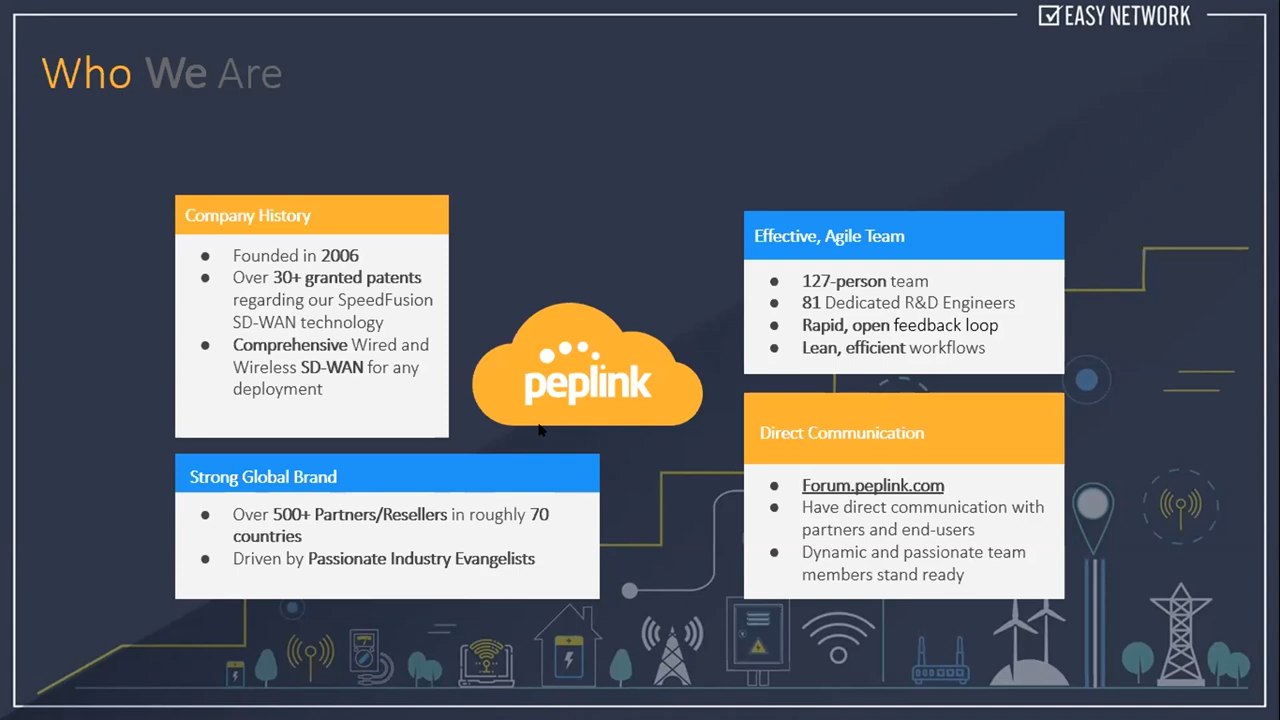 EASY NETWORK
Who We Are
Company History
● Founded in 2006
● Over 30+ granted patents
regarding our SpeedFusion
SD-WAN technology
● Comprehensive Wired and
Wireless SD-WAN for any
deployment
peplink
Strong Global Brand
● Over 500+ Partners/Resellers in roughly 70
countries
● Driven by Passionate Industry Evangelists
Effective, Agile Team
● 127-person team
● 81 Dedicated R&D Engineers
● Rapid, open feedback loop
● Lean, efficient workflows
Direct Communication
● Forum.peplink.com
● Have direct communication with
partners and end-users
● Dynamic and passionate team
members stand ready